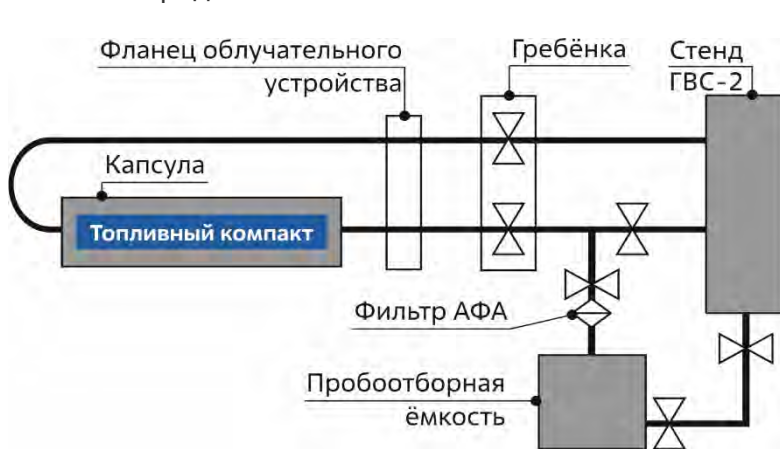 Фланец облучательного
устройства
Гребёнка
Стенд
ГВС-2
Капсула
Топливный компакт
Фильтр АФА
Пробоотборная
ёмкость